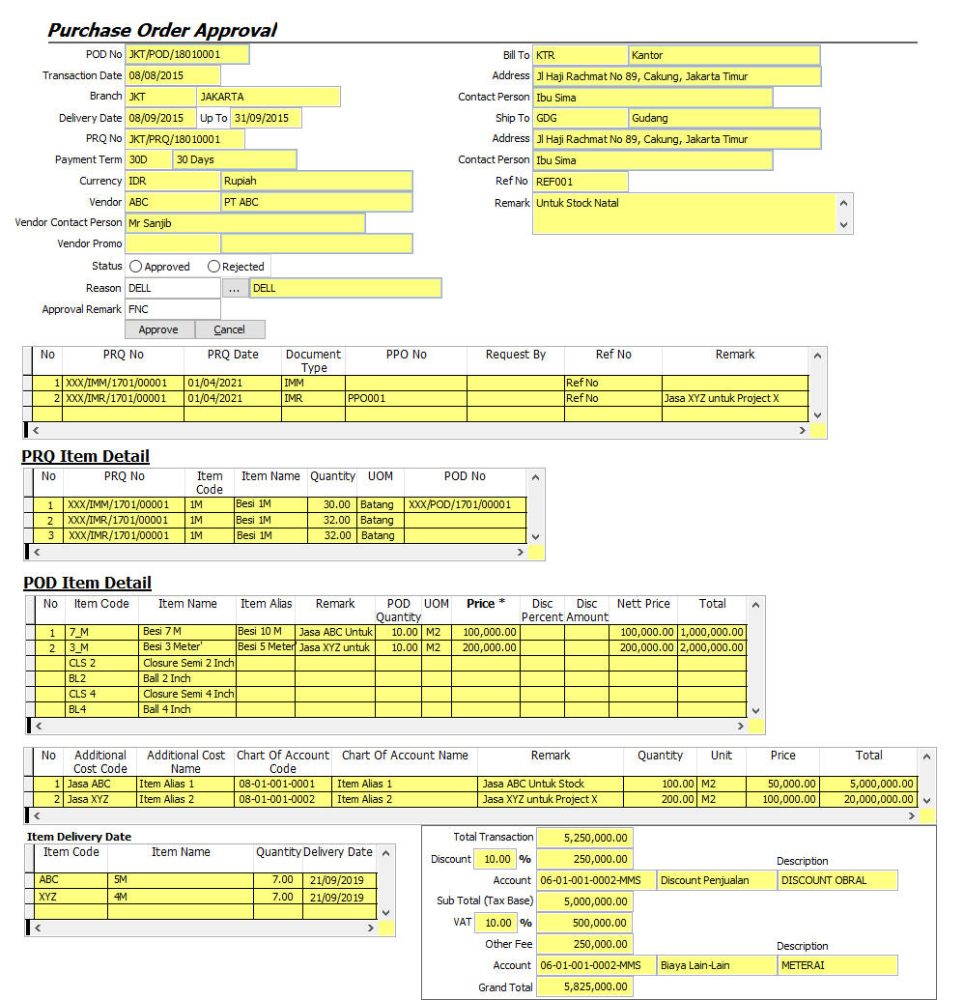 Purchase Order Approval
POD No JKT/POD/18010001
Transaction Date 08/08/2015
Branch JKT JAKARTA
Delivery Date 08/09/2015 Up To 31/09/2015
PRQ No JKT/PRQ/18010001
Payment Term 30D 30 Days
Currency IDR Rupiah
Vendor ABC PT ABC
Vendor Contact Person Mr Sanjib
Vendor Promo
Status Approved Rejected
Reason DELL ... DELL
Approval Remark FNC
Approve Cancel
Bill To KTR Kantor
Address Jl Haji Rachmat No 89, Cakung, Jakarta Timur
Contact Person Ibu Sima
Ship To GDG Gudang
Address Jl Haji Rachmat No 89, Cakung, Jakarta Timur
Contact Person Ibu Sima
Ref No REF001
Remark Untuk Stock Natal
No PRQ No PRQ Date Document Type PPO No Request By Ref No Remark
1 XXX/IMM/1701/00001 01/04/2021 IMM Ref No
2 XXX/IMR/1701/00001 01/04/2021 IMR PPO001 Ref No Jasa XYZ untuk Project X
PRQ Item Detail
No PRQ No Item Code Item Name Quantity UOM POD No
1 XXX/IMM/1701/00001 1M Besi 1M 30.00 Batang XXX/POD/1701/00001
2 XXX/IMR/1701/00001 1M Besi 1M 32.00 Batang
3 XXX/IMR/1701/00001 1M Besi 1M 32.00 Batang
POD Item Detail
No Item Code Item Name Item Alias Remark POD Quantity UOM Price * Disc Percent Disc Amount Nett Price Total
1 7_M Besi 7 M Besi 10 M Jasa ABC Untuk 10.00 M2 100,000.00 100,000.00 1,000,000.00
2 3_M Besi 3 Meter' Besi 5 Meter' Jasa XYZ untuk 10.00 M2 200,000.00 200,000.00 2,000,000.00
CLS 2 Closure Semi 2 Inch
BL2 Ball 2 Inch
CLS 4 Closure Semi 4 Inch
BL4 Ball 4 Inch
No Additional Cost Code Additional Cost Name Chart Of Account Code Chart Of Account Name Remark Quantity Unit Price Total
1 Jasa ABC Item Alias 1 08-01-001-0001 Item Alias 1 Jasa ABC Untuk Stock 100.00 M2 50,000.00 5,000,000.00
2 Jasa XYZ Item Alias 2 08-01-001-0002 Item Alias 2 Jasa XYZ untuk Project X 200.00 M2 100,000.00 20,000,000.00
Item Delivery Date
Item Code Item Name Quantity Delivery Date
ABC 5M 7.00 21/09/2019
XYZ 4M 7.00 21/09/2019
Total Transaction 5,250,000.00
Discount 10.00 % 250,000.00 Description
Account 06-01-001-0002-MMS Discount Penjualan DISCOUNT OBRAL
Sub Total (Tax Base) 5,000,000.00
VAT 10.00 % 500,000.00
Other Fee 250,000.00 Description
Account 06-01-001-0002-MMS Biaya Lain-Lain METERAI
Grand Total 5,825,000.00